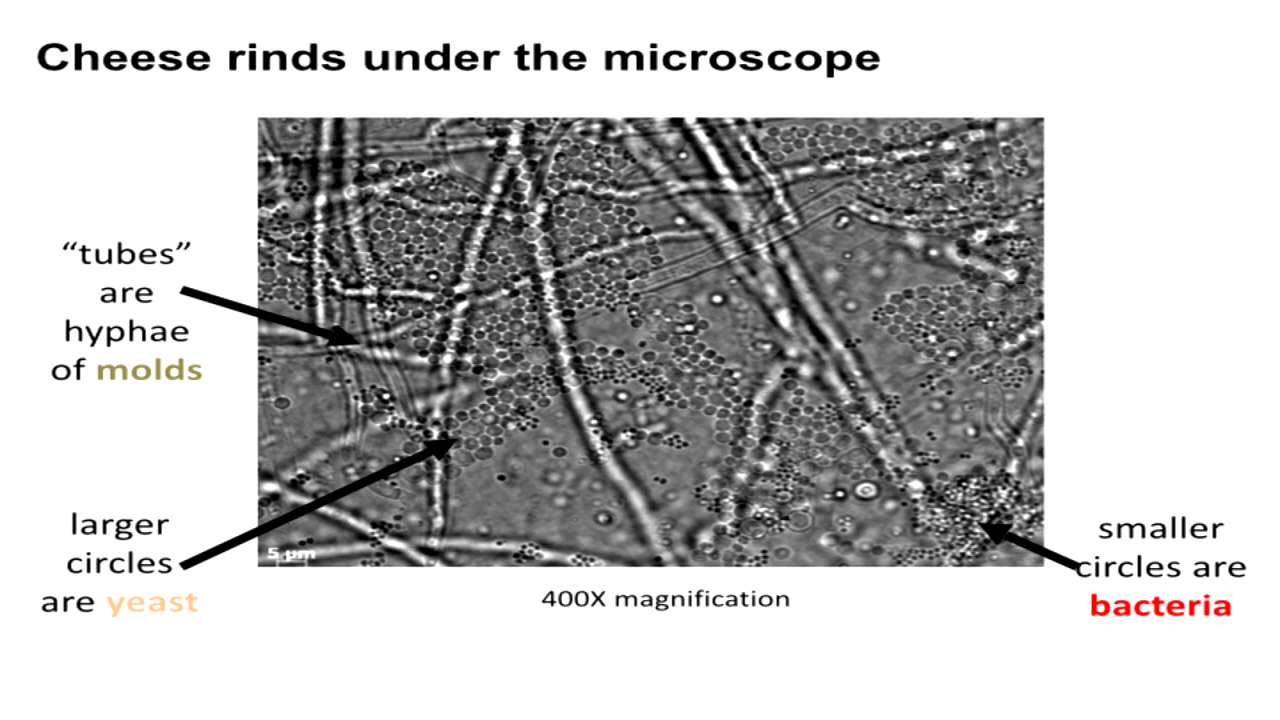 Cheese rinds under the microscope
“tubes”
are
hyphae
of molds
larger
circles
are yeast
5 µm
400X magnification
smaller
circles are
bacteria